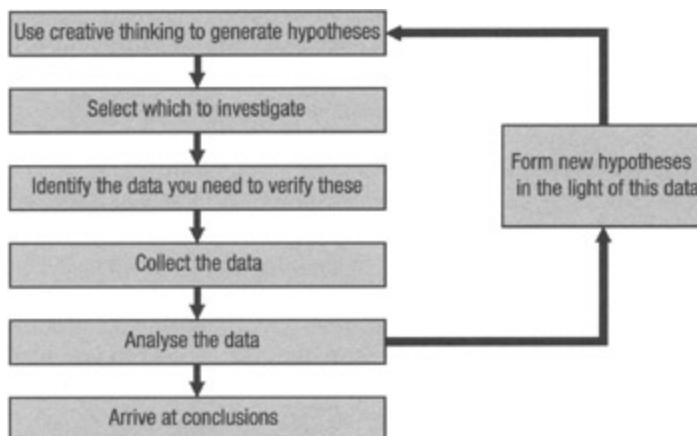 Use creative thinking to generate hypotheses
Select which to investigate
Identify the data you need to verify these
Collect the data
Analyse the data
Arrive at conclusions
Form new hypotheses
in the light of this data